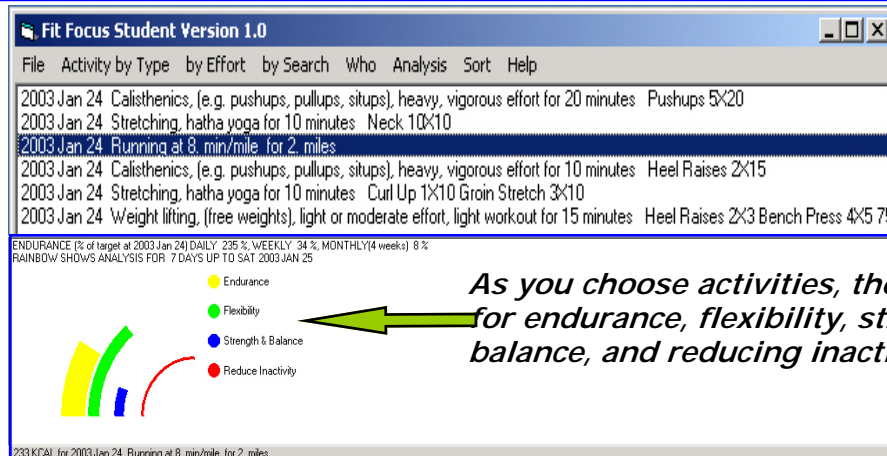 Fit Focus Student Version 1.0
File Activity by Type by Effort by Search Who Analysis Sort Help
2003 Jan 24 Calisthenics, (e.g. pushups, pullups, situps), heavy, vigorous effort for 20 minutes Pushups 5X20
2003 Jan 24 Stretching, hatha yoga for 10 minutes Neck 10X10
2003 Jan 24 Running at 8. min/mile for 2. miles
2003 Jan 24 Calisthenics, (e.g. pushups, pullups, situps), heavy, vigorous effort for 10 minutes Heel Raises 2X15
2003 Jan 24 Stretching, hatha yoga for 10 minutes Curl Up 1X10 Groin Stretch 3X10
2003 Jan 24 Weight lifting, (free weights), light or moderate effort, light workout for 15 minutes Heel Raises 2X3 Bench Press 4X5
ENDURANCE (% of target at 2003 Jan 24) DAILY 235 %, WEEKLY 34 %, MONTHLY(4 weeks) 8 %
RAINBOW SHOWS ANALYSIS FOR 7 DAYS UP TO SAT 2003 JAN 25
Endurance
Flexibility
Strength & Balance
Reduce Inactivity
As you choose activities,
for endurance, flexibility,
balance, and reducing
233 KCAL for 2003 Jan 24 Running at 8. min/mile for 2. miles